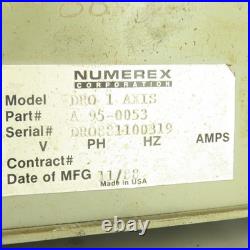 NUMEREX
CORPORATION
Model DRO 1 AXIS
Part# A 95-0053
Serial# DRO881100319
V PH HZ AMPS
Contract#
Date of MFG 11/88
Made in USA